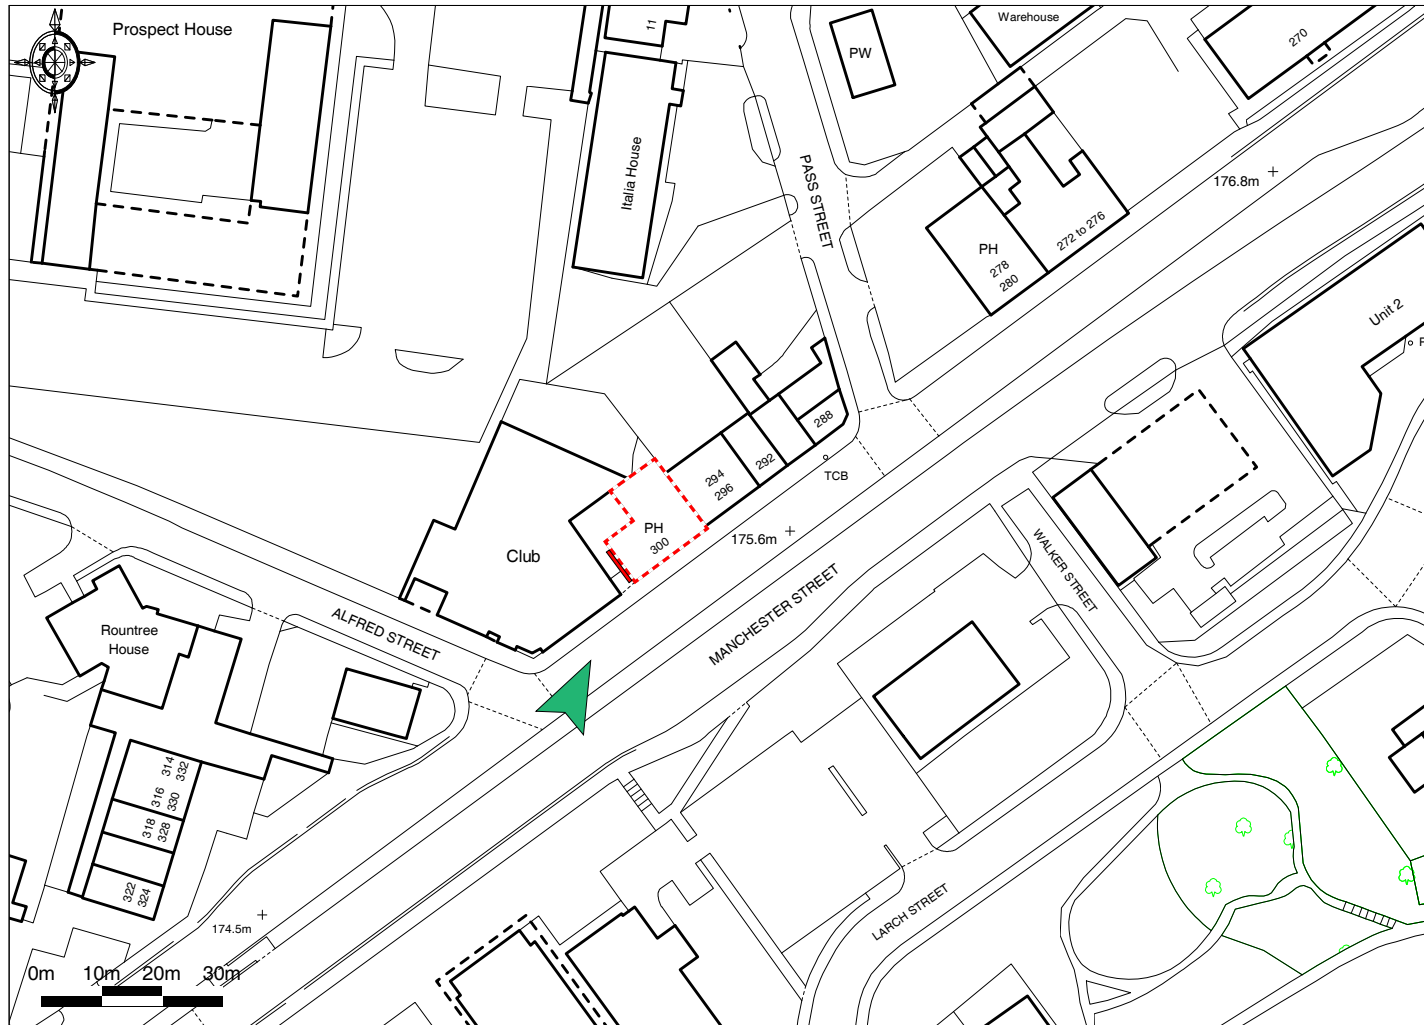 Prospect House
11
PW
Warehouse
270
Italia House
PASS STREET
176.8m
PH
278
280
272 to 276
Unit 2
288
292
294
296
TCB
PH
300
175.6m
Club
WALKER STREET
MANCHESTER STREET
ALFRED STREET
Rountree
House
314
332
316
330
318
328
322
324
LARCH STREET
174.5m
0m 10m 20m 30m